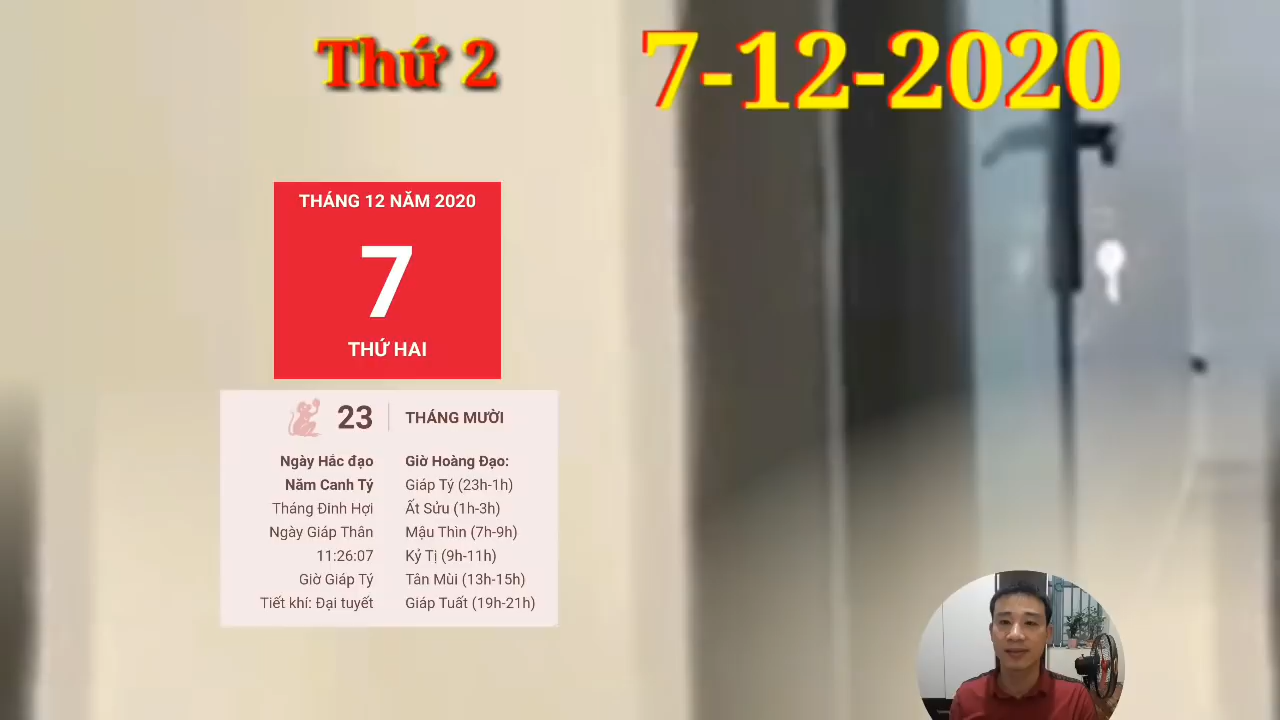 Thứ 2
7-12-2020
THÁNG 12 NĂM 2020
7
THỨ HAI
23
THÁNG MƯỜI
Ngày Hắc đạo
Năm Canh Tý
Tháng Đinh Hợi
Ngày Giáp Thân
11:26:07
Giờ Giáp Tý
Tiết khí: Đại tuyết
Giờ Hoàng Đạo:
Giáp Tý (23h-1h)
Ất Sửu (1h-3h)
Mậu Thìn (7h-9h)
Kỷ Tị (9h-11h)
Tân Mùi (13h-15h)
Giáp Tuất (19h-21h)